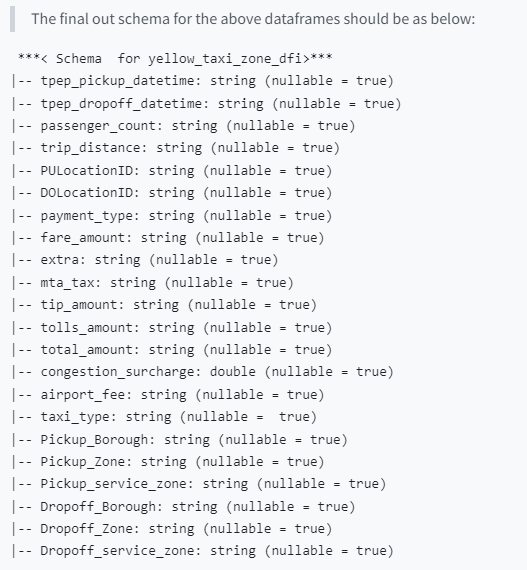 The final out schema for the above dataframes should be as below:
***< Schema  for yellow_taxi_zone_dfi>***
|-- tpep_pickup_datetime: string (nullable = true)
|-- tpep_dropoff_datetime: string (nullable = true)
|-- passenger_count: string (nullable = true)
|-- trip_distance: string (nullable = true)
|-- PULocationID: string (nullable = true)
|-- DOLocationID: string (nullable = true)
|-- payment_type: string (nullable = true)
|-- fare_amount: string (nullable = true)
|-- extra: string (nullable = true)
|-- mta_tax: string (nullable = true)
|-- tip_amount: string (nullable = true)
|-- tolls_amount: string (nullable = true)
|-- total_amount: string (nullable = true)
|-- congestion_surcharge: double (nullable = true)
|-- airport_fee: string (nullable = true)
|-- taxi_type: string (nullable =  true)
|-- Pickup_Borough: string (nullable = true)
|-- Pickup_Zone: string (nullable = true)
|-- Pickup_service_zone: string (nullable = true)
|-- Dropoff_Borough: string (nullable = true)
|-- Dropoff_Zone: string (nullable = true)
|-- Dropoff_service_zone: string (nullable = true)